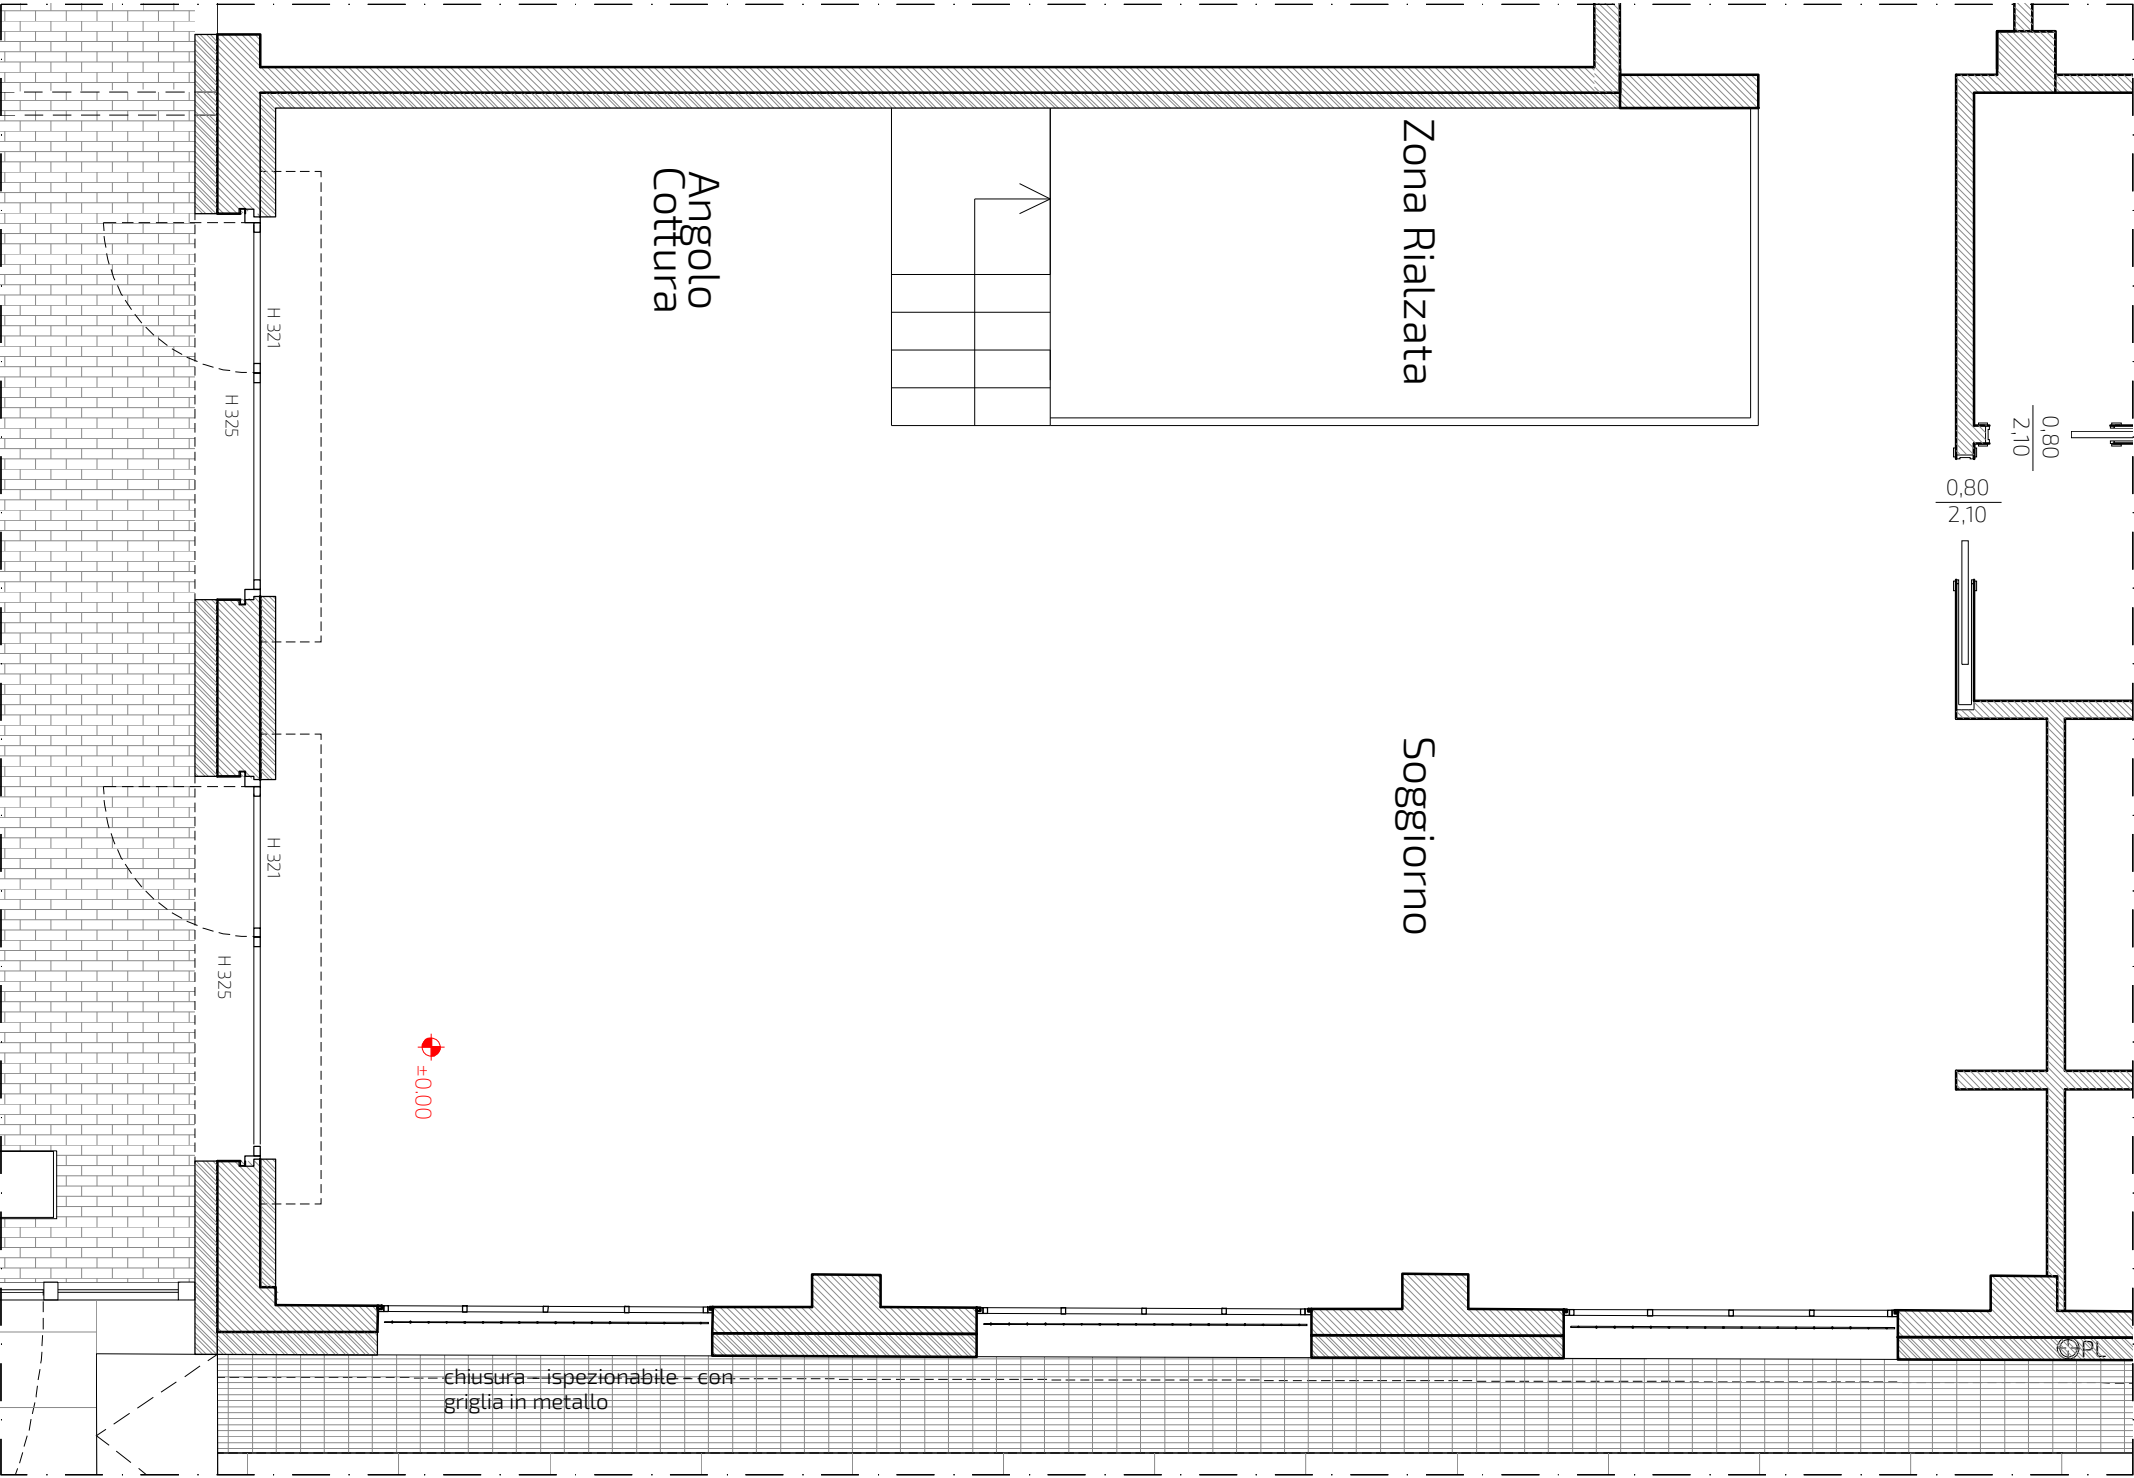 Angolo
Cottura
Zona Rialzata
H 321
H 325
0,80
2,10
0,80
2,10
Soggiorno
H 321
H 325
±0.00
chiusura - ispezionabile - con
griglia in metallo
PL